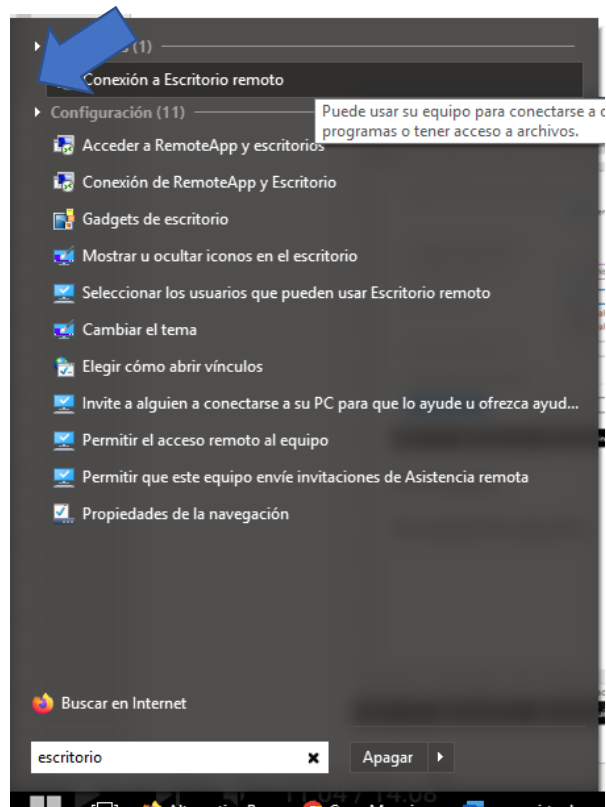 (1)
Conexión a Escritorio remoto
Configuración (11)
Puede usar su equipo para conectarse a
programas o tener acceso a archivos.
Acceder a RemoteApp y escritorios
Conexión de RemoteApp y Escritorio
Gadgets de escritorio
Mostrar u ocultar iconos en el escritorio
Seleccionar los usuarios que pueden usar Escritorio remoto
Cambiar el tema
Elegir cómo abrir vínculos
Invite a alguien a conectarse a su PC para que lo ayude u ofrezca ayud...
Permitir el acceso remoto al equipo
Permitir que este equipo envíe invitaciones de Asistencia remota
Propiedades de la navegación
Buscar en Internet
escritorio
Apagar
11:04 / 14:08